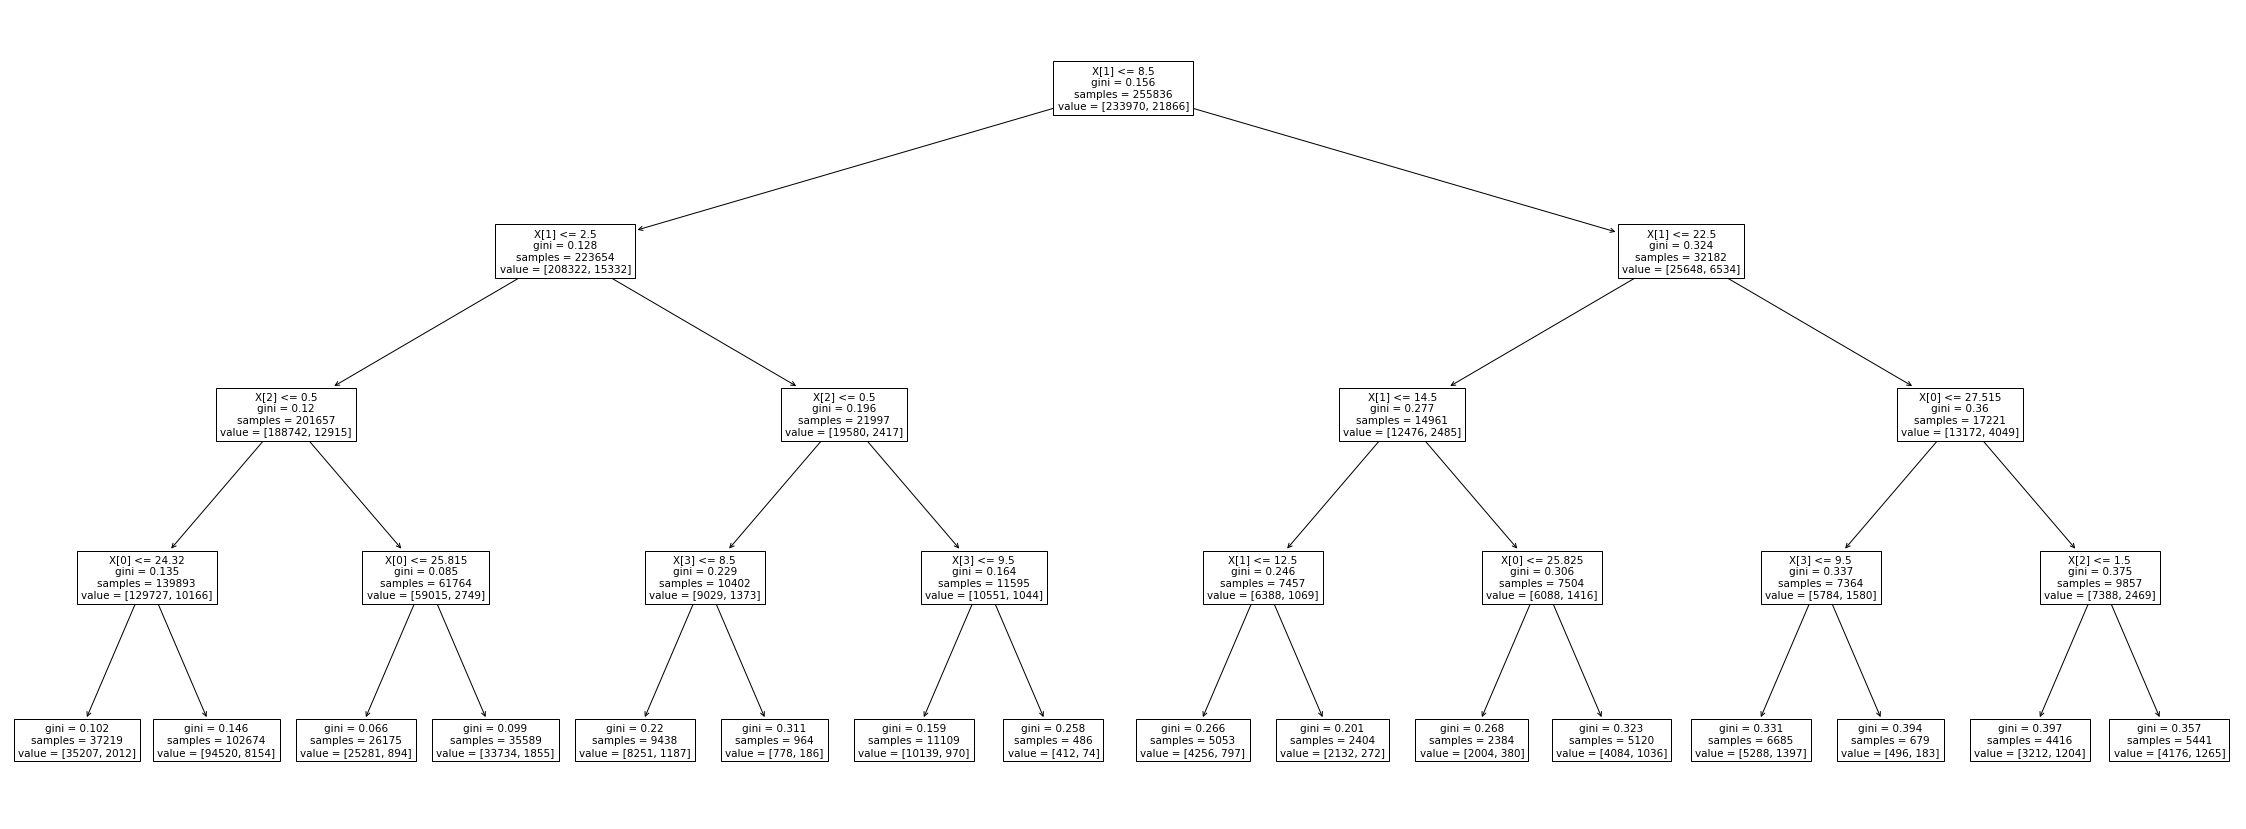 X[1] <= 8.5
gini = 0.156
samples = 255836
value = [233970, 21866]
X[1] <= 2.5
gini = 0.128
samples = 223654
value = [208322, 15332]
X[1] <= 22.5
gini = 0.324
samples = 32182
value = [25648, 6534]
X[2] <= 0.5
gini = 0.12
samples = 201657
value = [188742, 12915]
X[2] <= 0.5
gini = 0.196
samples = 21997
value = [19580, 2417]
X[1] <= 14.5
gini = 0.277
samples = 14961
value = [12476, 2485]
X[0] <= 27.515
gini = 0.36
samples = 17221
value = [13172, 4049]
X[0] <= 24.32
gini = 0.135
samples = 139893
value = [129727, 10166]
X[0] <= 25.815
gini = 0.085
samples = 61764
value = [59015, 2749]
X[3] <= 8.5
gini = 0.229
samples = 10402
value = [9029, 1373]
X[3] <= 9.5
gini = 0.164
samples = 11595
value = [10551, 1044]
X[1] <= 12.5
gini = 0.246
samples = 7457
value = [6388, 1069]
X[0] <= 25.825
gini = 0.306
samples = 7504
value = [6088, 1416]
X[3] <= 9.5
gini = 0.337
samples = 7364
value = [5784, 1580]
X[2] <= 1.5
gini = 0.375
samples = 9857
value = [7388, 2469]
gini = 0.102
samples = 37219
value = [35207, 2012]
gini = 0.146
samples = 102674
value = [94520, 8154]
gini = 0.066
samples = 26175
value = [25281, 894]
gini = 0.099
samples = 35589
value = [33734, 1855]
gini = 0.22
samples = 9438
value = [8251, 1187]
gini = 0.311
samples = 964
value = [778, 186]
gini = 0.159
samples = 11109
value = [10139, 970]
gini = 0.258
samples = 486
value = [412, 74]
gini = 0.266
samples = 5053
value = [4256, 797]
gini = 0.201
samples = 2404
value = [2132, 272]
gini = 0.268
samples = 2384
value = [2004, 380]
gini = 0.323
samples = 5120
value = [4084, 1036]
gini = 0.331
samples = 6685
value = [5288, 1397]
gini = 0.394
samples = 679
value = [496, 183]
gini = 0.397
samples = 4416
value = [3212, 1204]
gini = 0.357
samples = 5441
value = [4176, 1265]